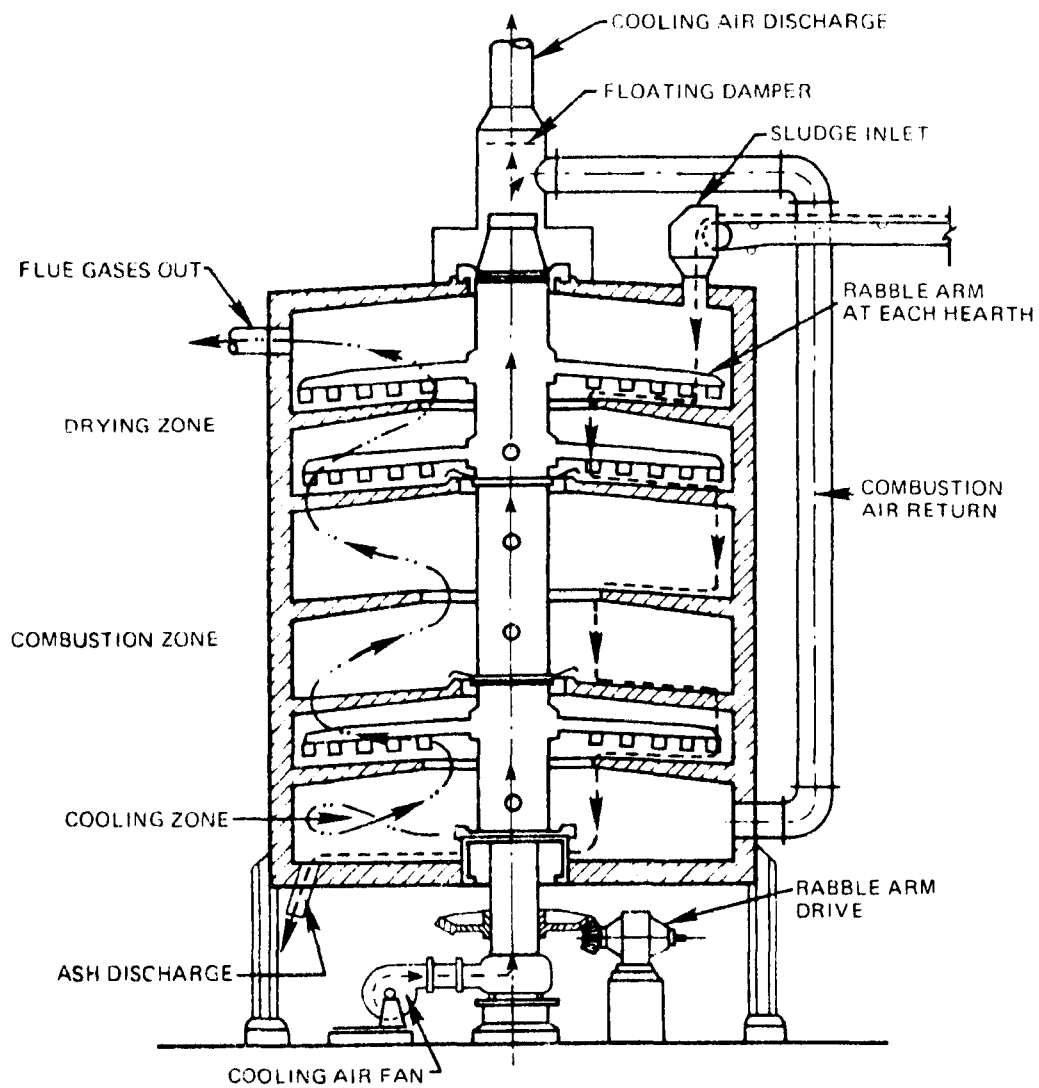 COOLING AIR DISCHARGE
FLOATING DAMPER
SLUDGE INLET
FLUE GASES OUT
RABBLE ARM
AT EACH HEARTH
DRYING ZONE
COMBUSTION
AIR RETURN
COMBUSTION ZONE
COOLING ZONE
RABBLE ARM
DRIVE
ASH DISCHARGE
COOLING AIR FAN